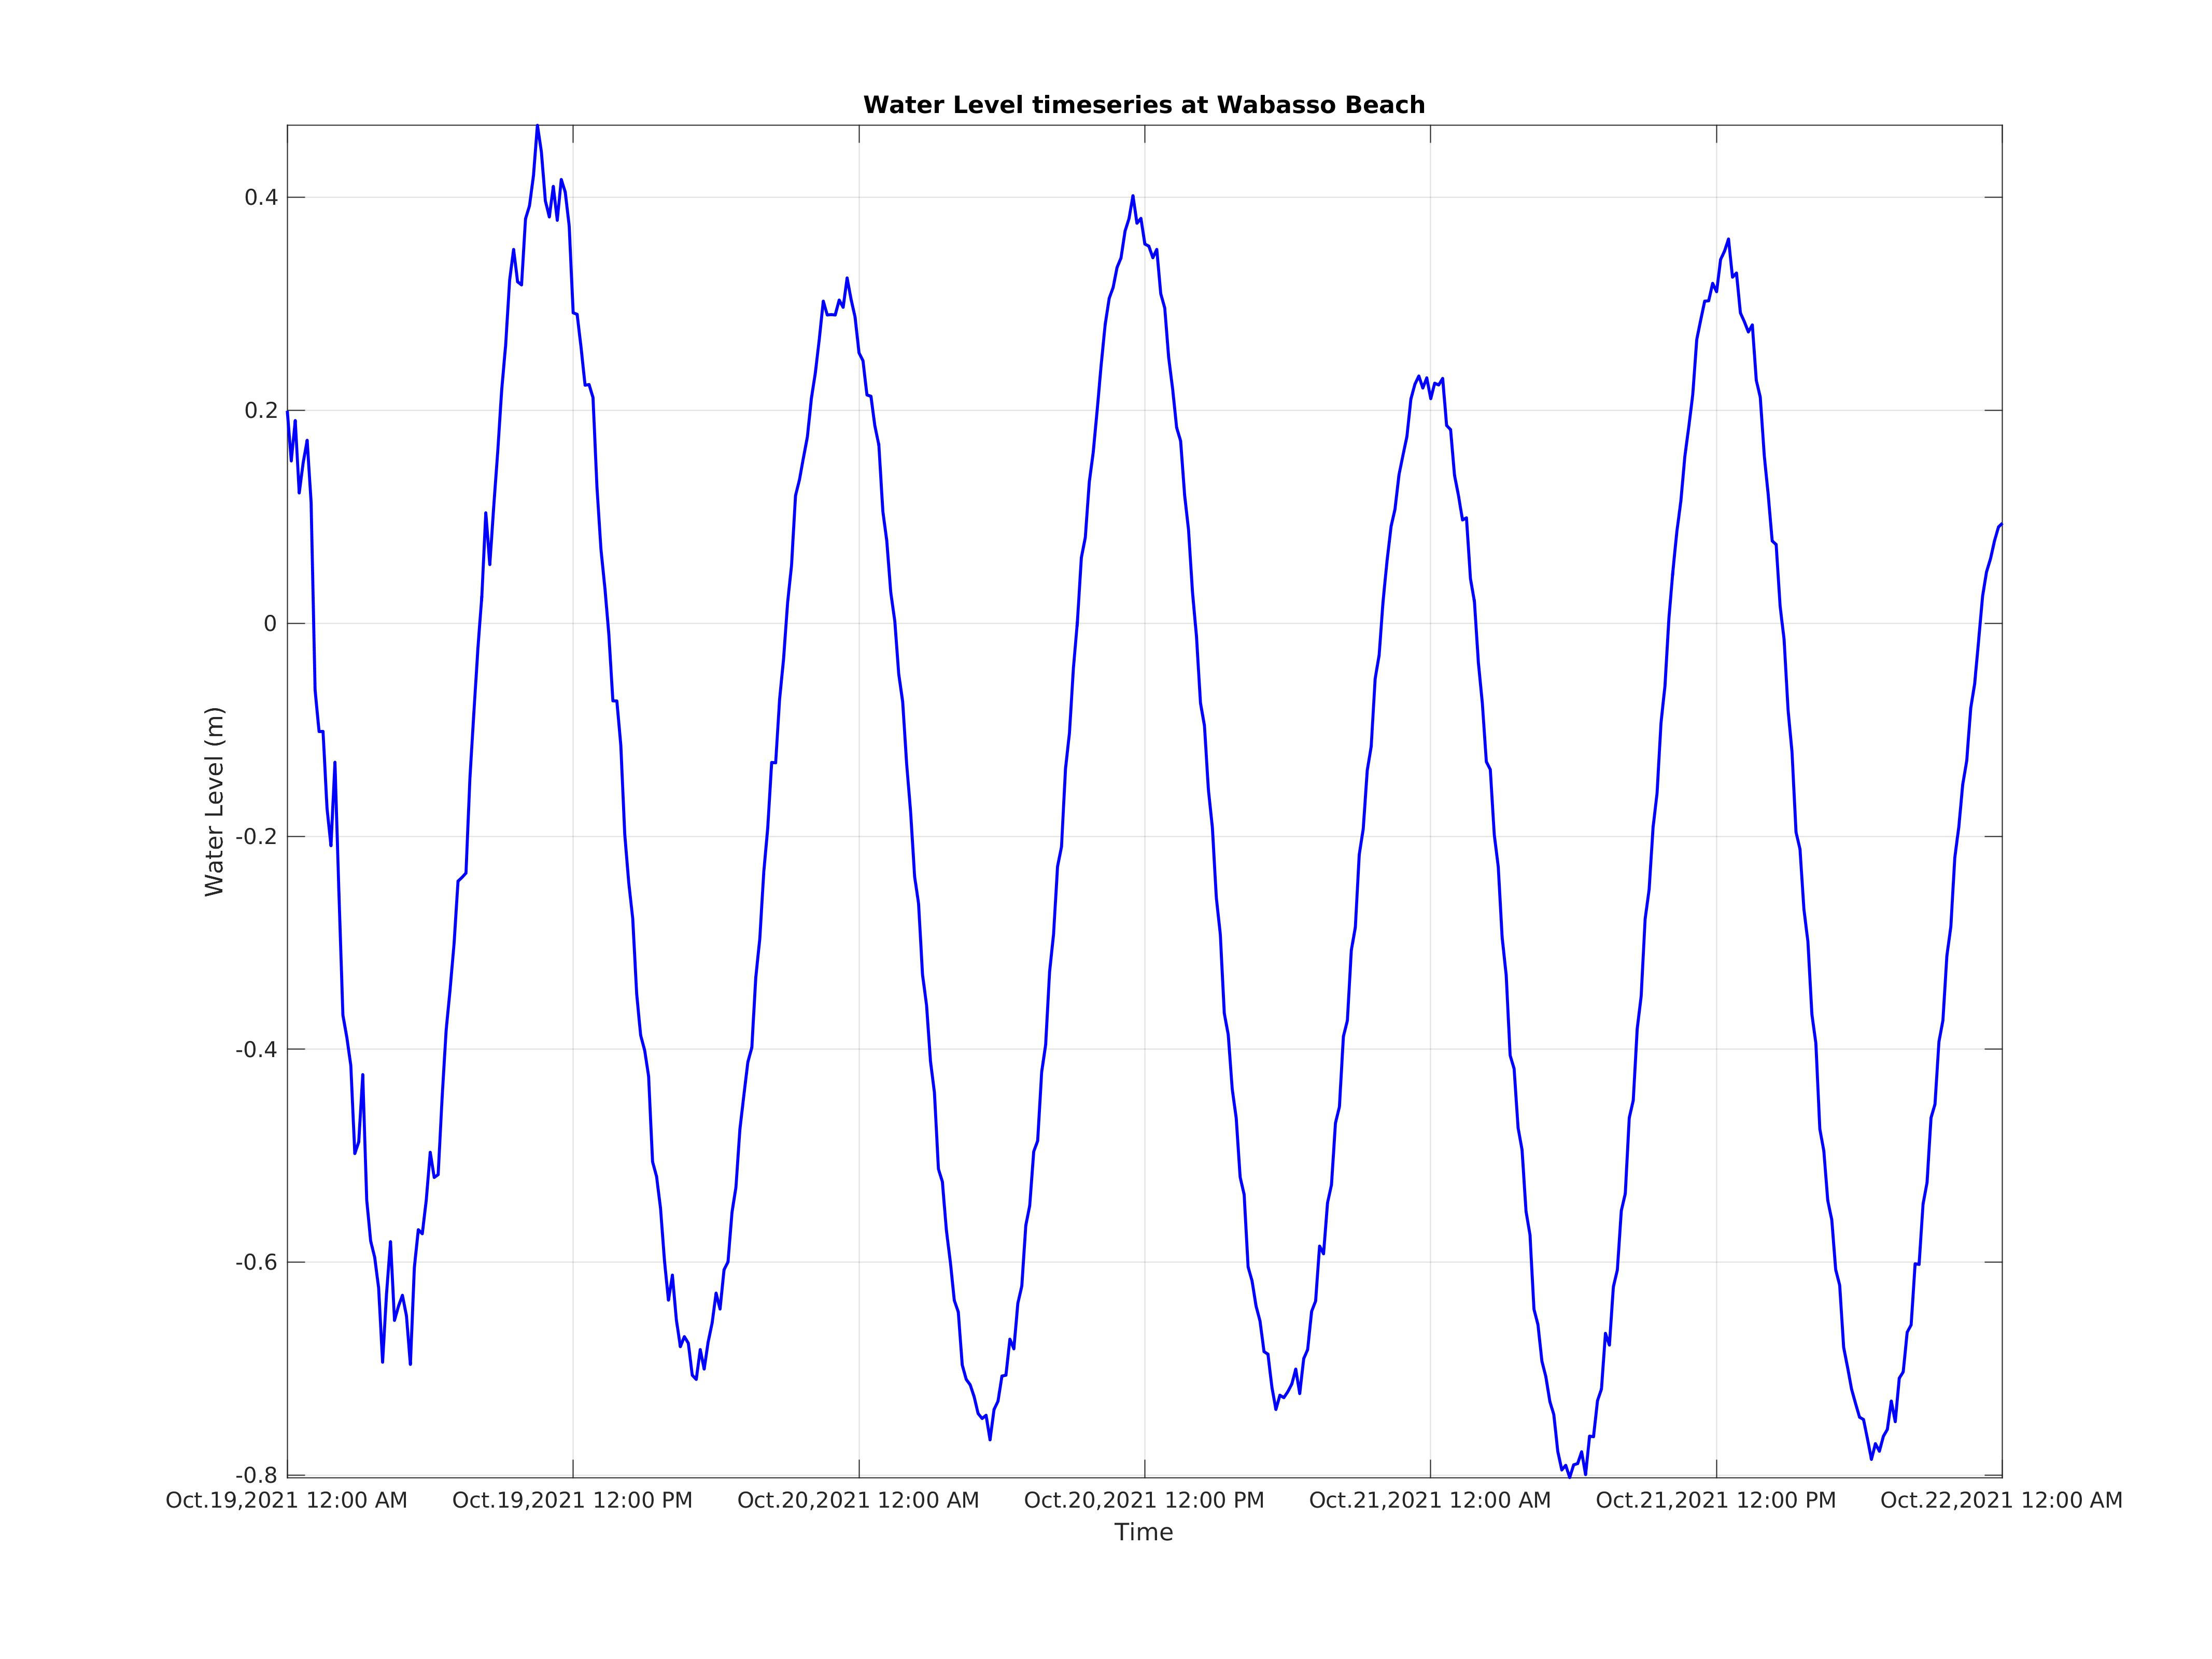 Water Level timeseries at Wabasso Beach
0.4
0.2
0
-0.2
-0.4
-0.6
-0.8
Water Level (m)
Oct.19,2021 12:00 AM
Oct.19,2021 12:00 PM
Oct.20,2021 12:00 AM
Oct.20,2021 12:00 PM
Oct.21,2021 12:00 AM
Oct.21,2021 12:00 PM
Oct.22,2021 12:00 AM
Time